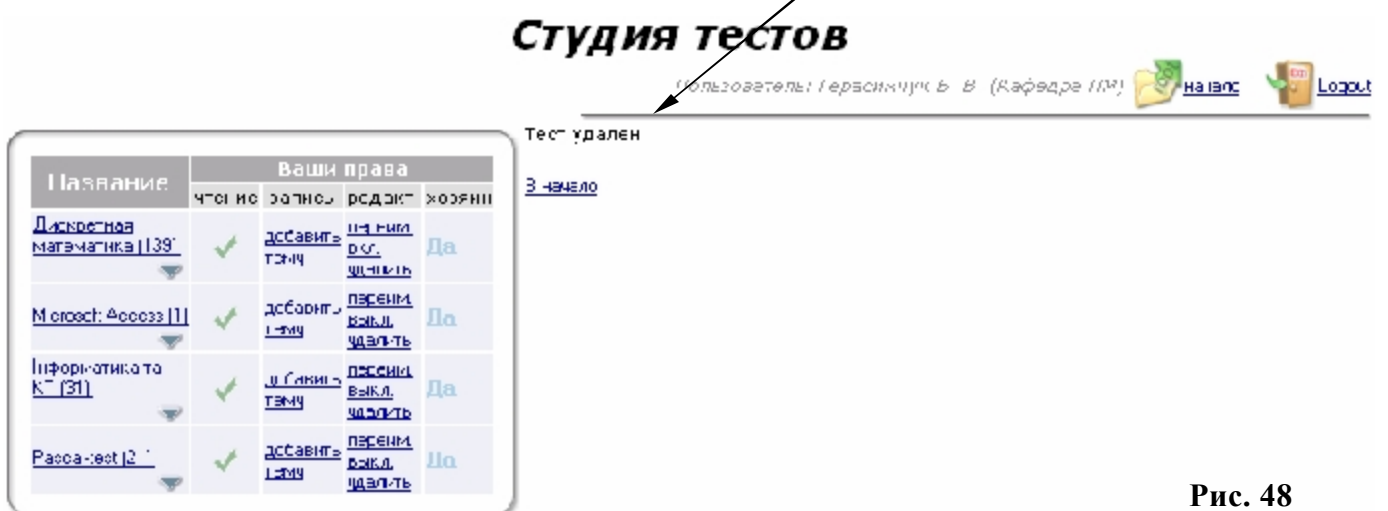 Студия тестов
Пользователь: Герасимчук В. В. (Кафедра ПМ) начало Logout
Тест удален
В начало
Название Ваши права
чтение запись редакт хозяин
Дискретная математика [139] добавить тему переим. вкл. удалить Да
Microsoft Access [1] добавить тему переим. выкл. удалить Да
Інформатика та КТ (31) добавить тему переим. выкл. удалить Да
Pascal-test добавить тему переим. выкл. удалить Да
Рис. 48